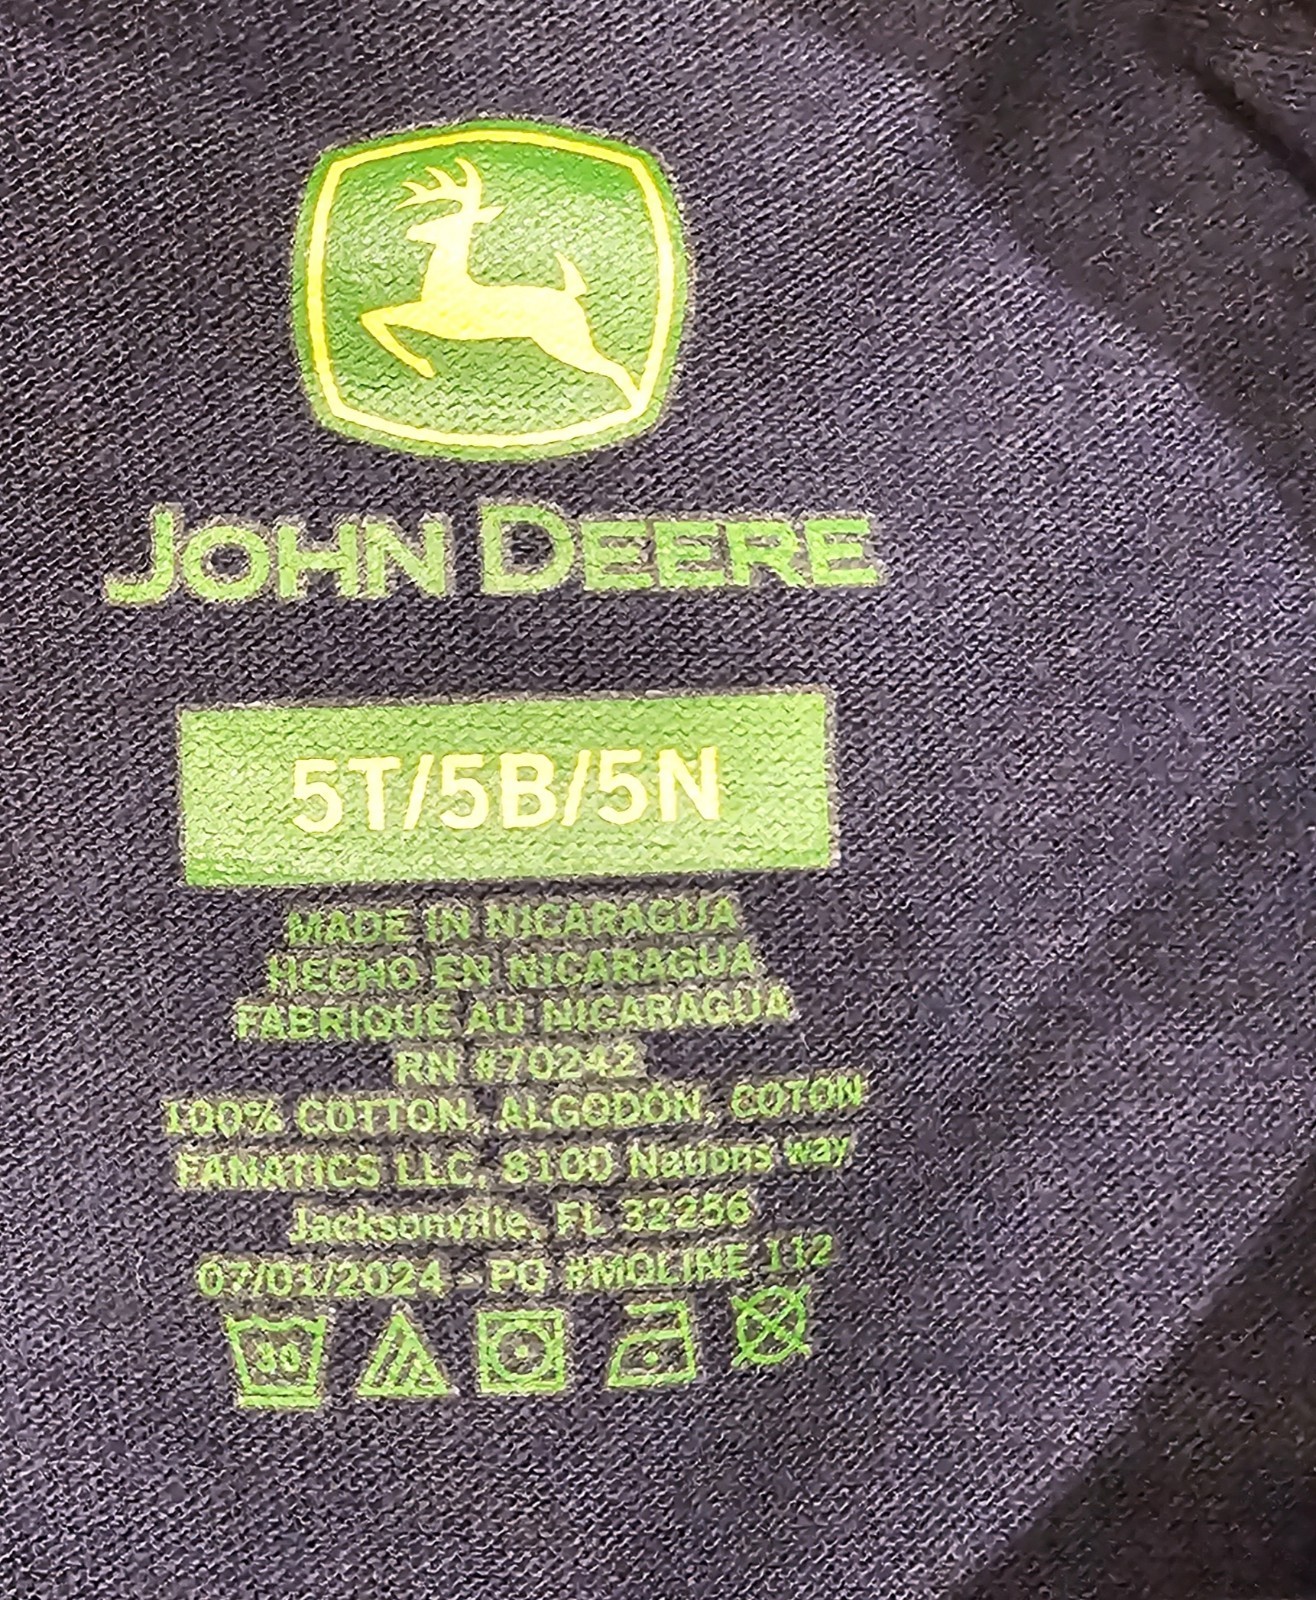 JOHN DEERE
5T/5B/5N
MADE IN NICARAGUA
HECHO EN NICARAGUA
FABRIQUE AU NICARAGUA
RN #70242
100% COTTON, ALGODÓN, COTON
FANATICS LLC, 8100 Nations way
Jacksonville, FL 32256
07/01/2024 - PO #MOLINE 112
30